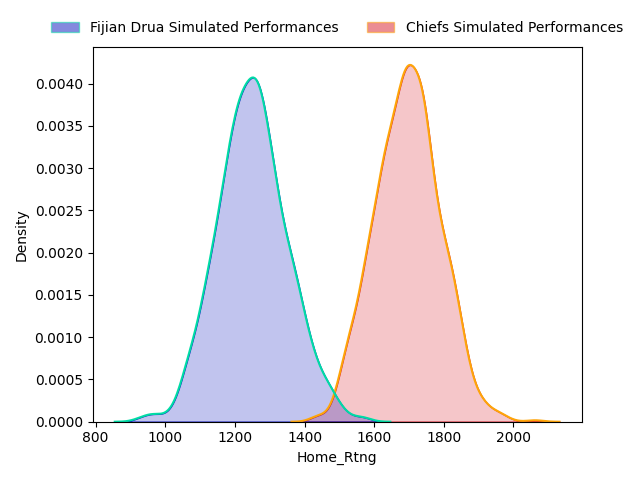 Fijian Drua Simulated Performances Chiefs Simulated Performances
0.0040
0.0035
0.0030
0.0025
0.0020
0.0015
0.0010
0.0005
0.0000
Density
800 1000 1200 1400 1600 1800 2000
Home_Rtng